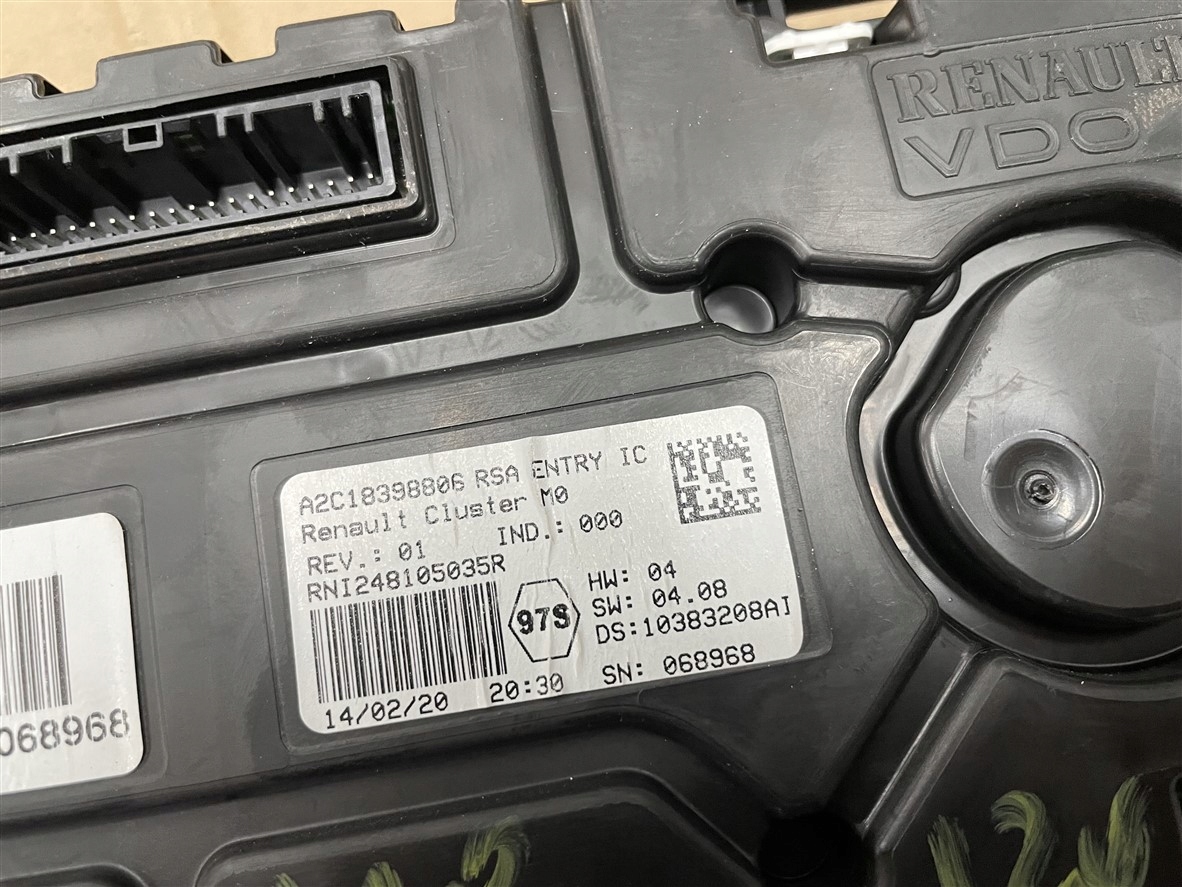 RENAULT
VDO
A2C18398806 RSA ENTRY IC
Renault Cluster M0
REV.: 01 IND.: 000
RNI248105035R
97S
HW: 04
SW: 04.08
DS:10383208AI
SN: 068968
14/02/20 20:30
068968